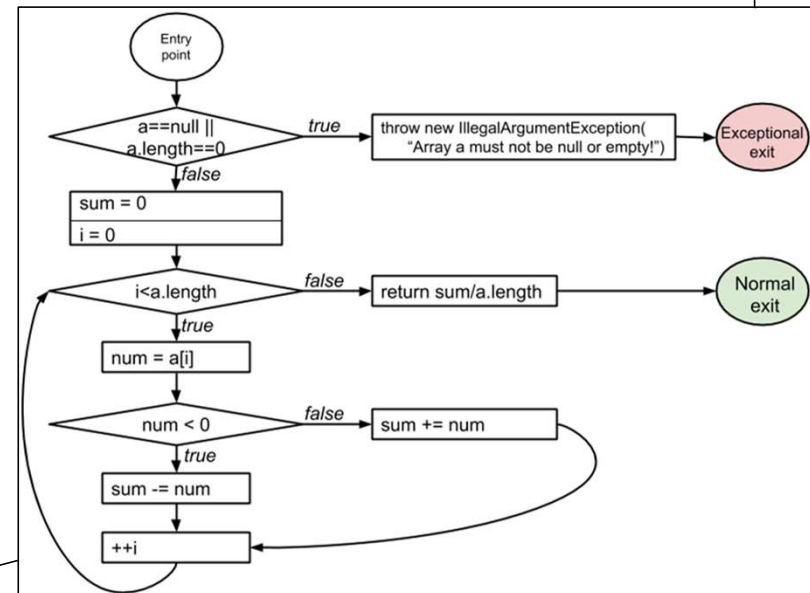 Entry
point
a==null ||
a.length==0
true
throw new IllegalArgumentException(
“Array a must not be null or empty!”)
Exceptional
exit
false
sum = 0
i = 0
i<a.length
false
return sum/a.length
Normal
exit
true
num = a[i]
num < 0
false
sum += num
true
sum -= num
++i